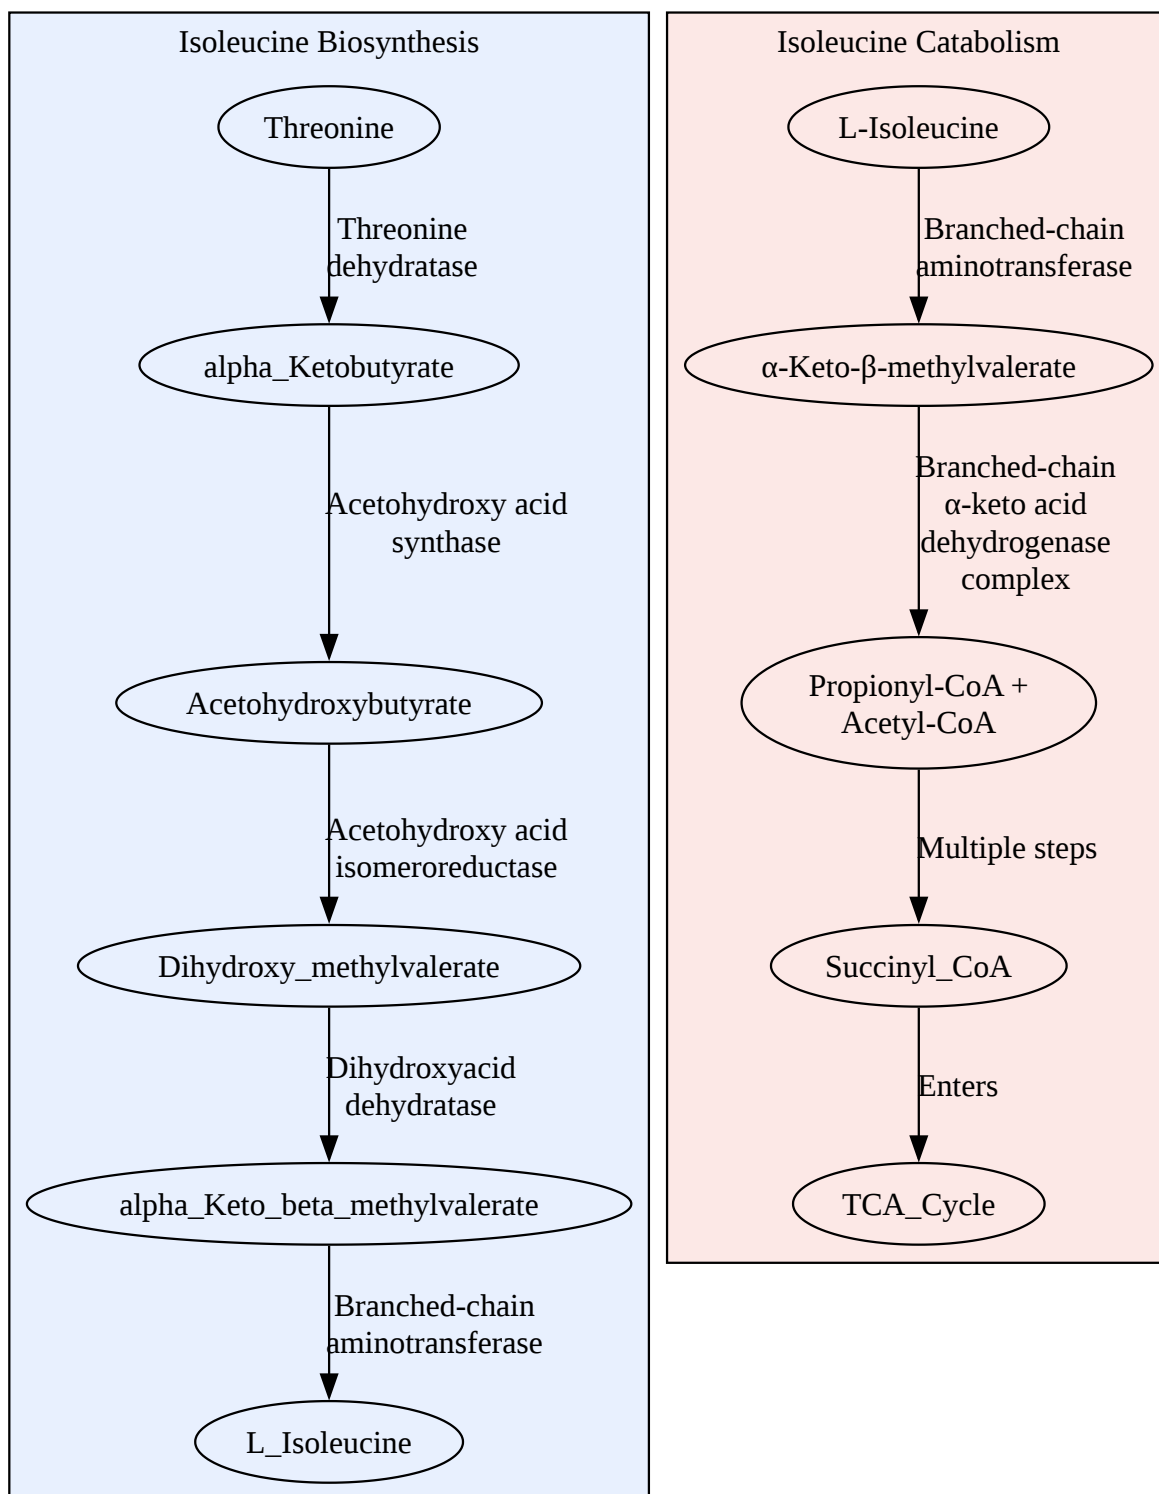 Isoleucine Biosynthesis
Threonine
Threonine
dehydratase
alpha_Ketobutyrate
Acetohydroxy acid
synthase
Acetohydroxybutyrate
Acetohydroxy acid
isomeroreductase
Dihydroxy_methylvalerate
Dihydroxyacid
dehydratase
alpha_Keto_beta_methylvalerate
Branched-chain
aminotransferase
L_Isoleucine
Isoleucine Catabolism
L-Isoleucine
Branched-chain
aminotransferase
α-Keto-β-methylvalerate
Branched-chain
α-keto acid
dehydrogenase
complex
Propionyl-CoA +
Acetyl-CoA
Multiple steps
Succinyl_CoA
Enters
TCA_Cycle